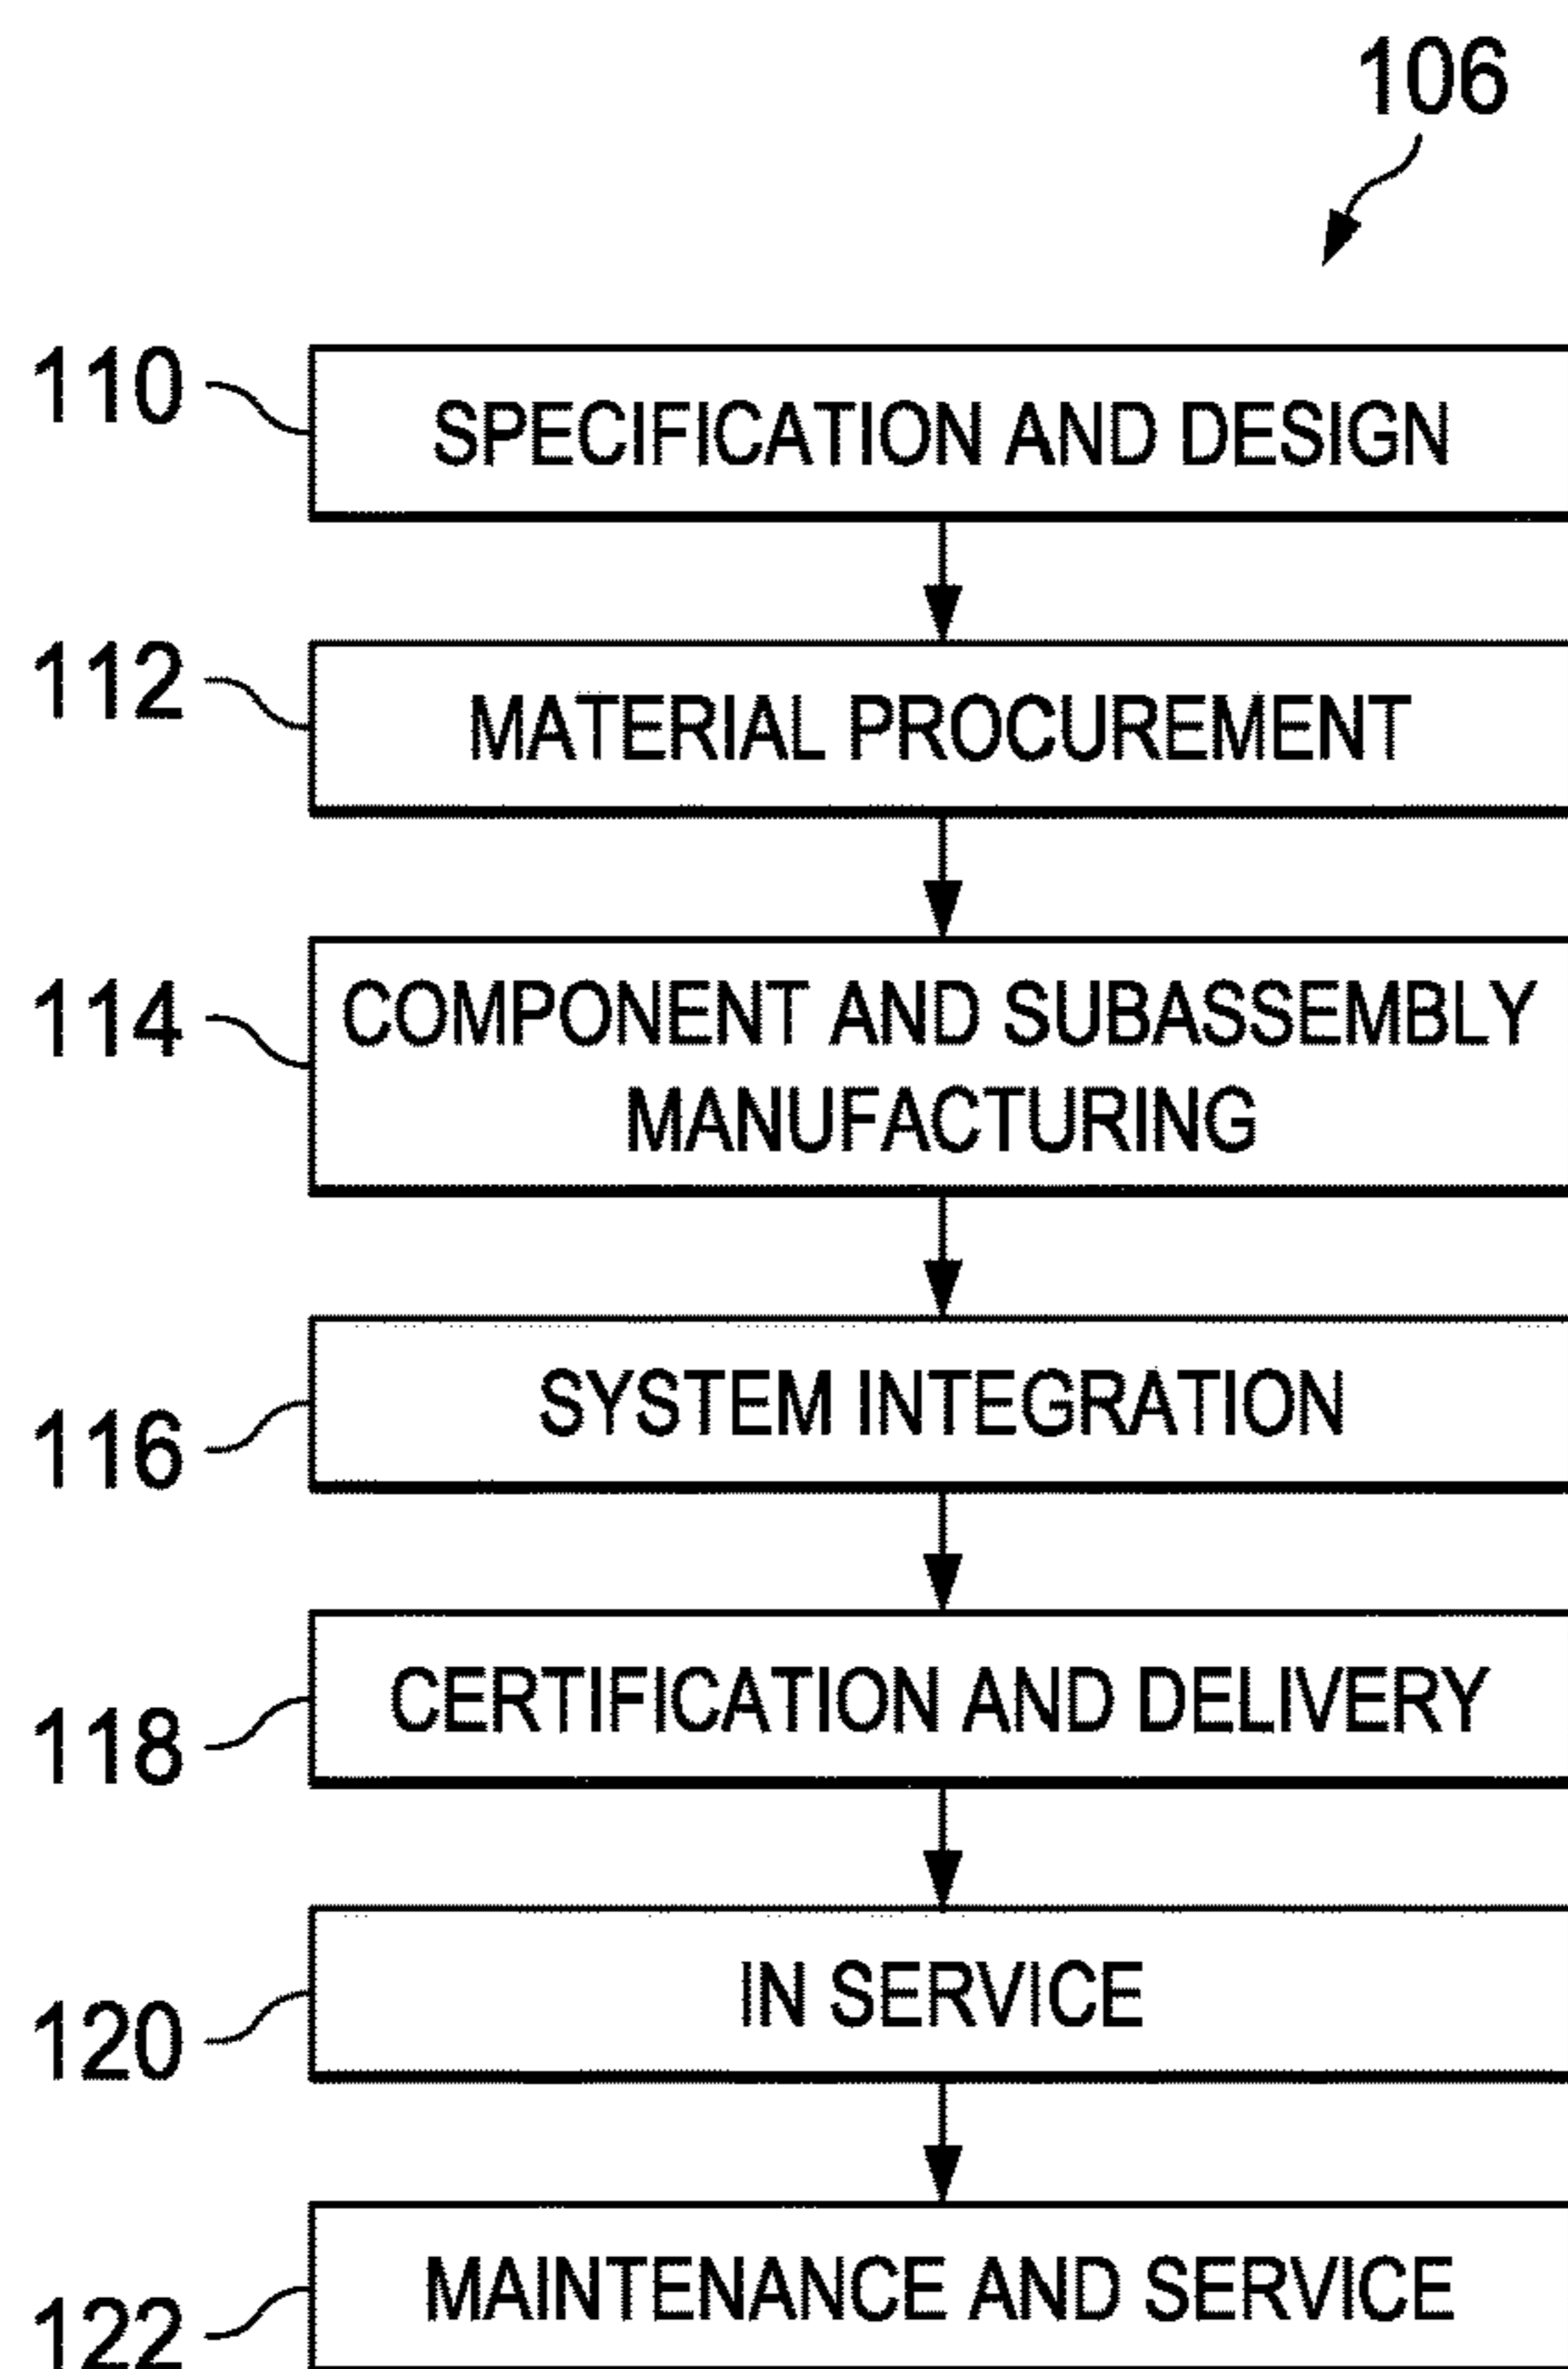 106
110 SPECIFICATION AND DESIGN
112 MATERIAL PROCUREMENT
114 COMPONENT AND SUBASSEMBLY
MANUFACTURING
116 SYSTEM INTEGRATION
118 CERTIFICATION AND DELIVERY
120 IN SERVICE
122 MAINTENANCE AND SERVICE